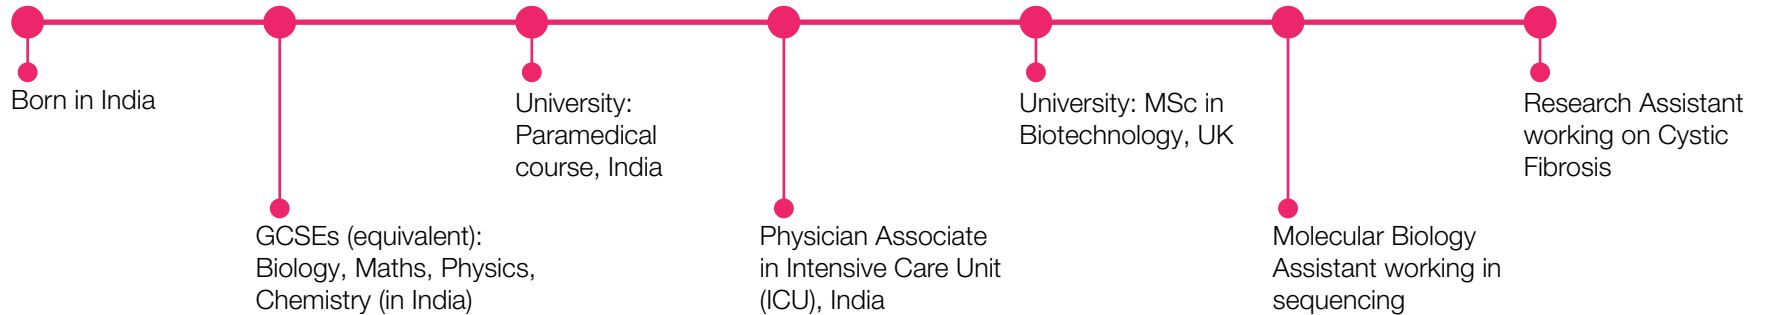 Born in India
GCSEs (equivalent):
Biology, Maths, Physics,
Chemistry (in India)
University:
Paramedical
course, India
Physician Associate
in Intensive Care Unit
(ICU), India
University: MSc in
Biotechnology, UK
Molecular Biology
Assistant working in
sequencing
Research Assistant
working on Cystic
Fibrosis